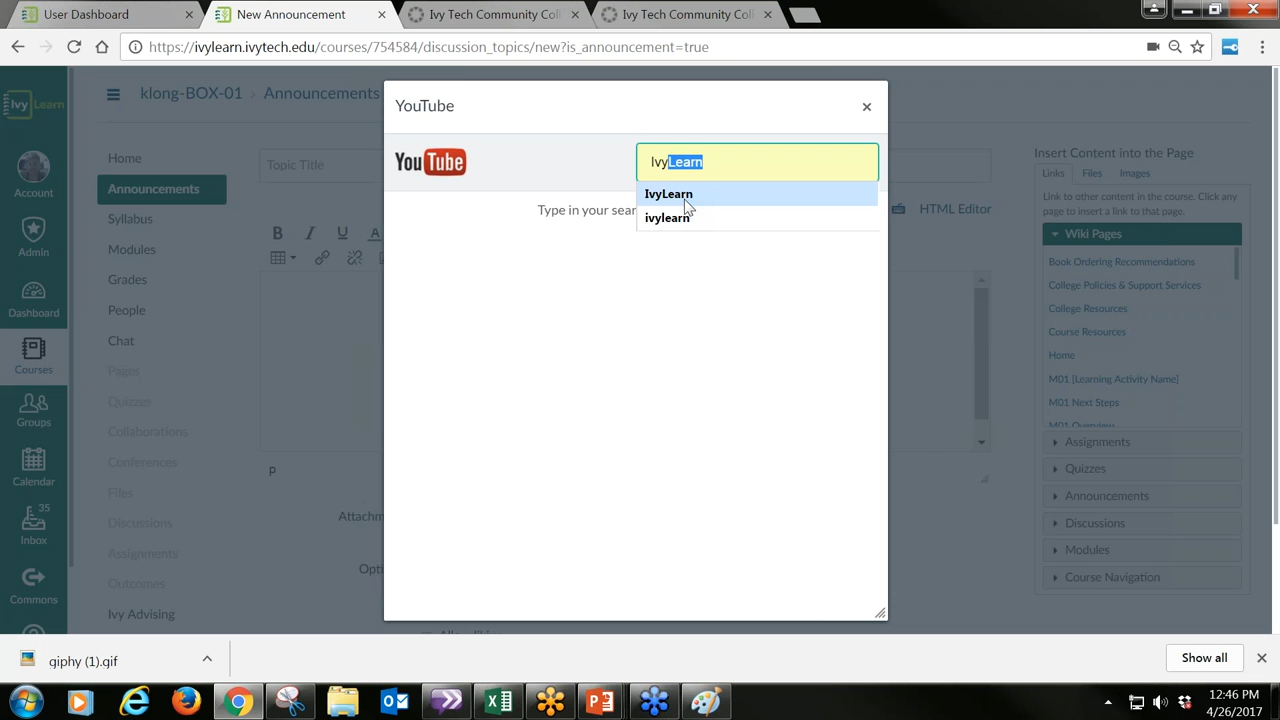 User Dashboard
New Announcement
Ivy Tech Community Coll
Ivy Tech Community Coll
https://ivylearn.ivytech.edu/courses/754584/discussion_topics/new?is_announcement=true
IvyLearn
klong-BOX-01 > Announcements
Account
Admin
Dashboard
Courses
Groups
Calendar
35
Inbox
Commons
Home
Announcements
Syllabus
Modules
Grades
People
Chat
Pages
Quizzes
Collaborations
Conferences
Files
Discussions
Assignments
Outcomes
Ivy Advising
Topic Title
B I U A
HTML Editor
p
YouTube
YouTube
IvyLearn
IvyLearn
ivylearn
Type in your sear
Insert Content into the Page
Links Files Images
Link to other content in the course. Click any
page to insert a link to that page.
Wiki Pages
Book Ordering Recommendations
College Policies & Support Services
College Resources
Course Resources
Home
M01 [Learning Activity Name]
M01 Next Steps
M01 Overview
Assignments
Quizzes
Announcements
Discussions
Modules
Course Navigation
giphy (1).gif
Show all
12:46 PM
4/26/2017